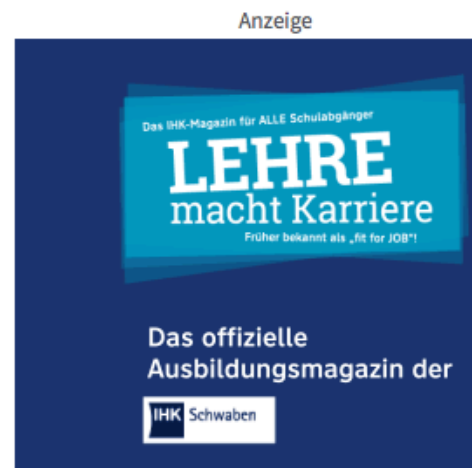 Anzeige
Das IHK-Magazin für ALLE Schulabgänger
LEHRE
macht Karriere
Früher bekannt als „fit for JOB"!
Das offizielle
Ausbildungsmagazin der
IHK Schwaben